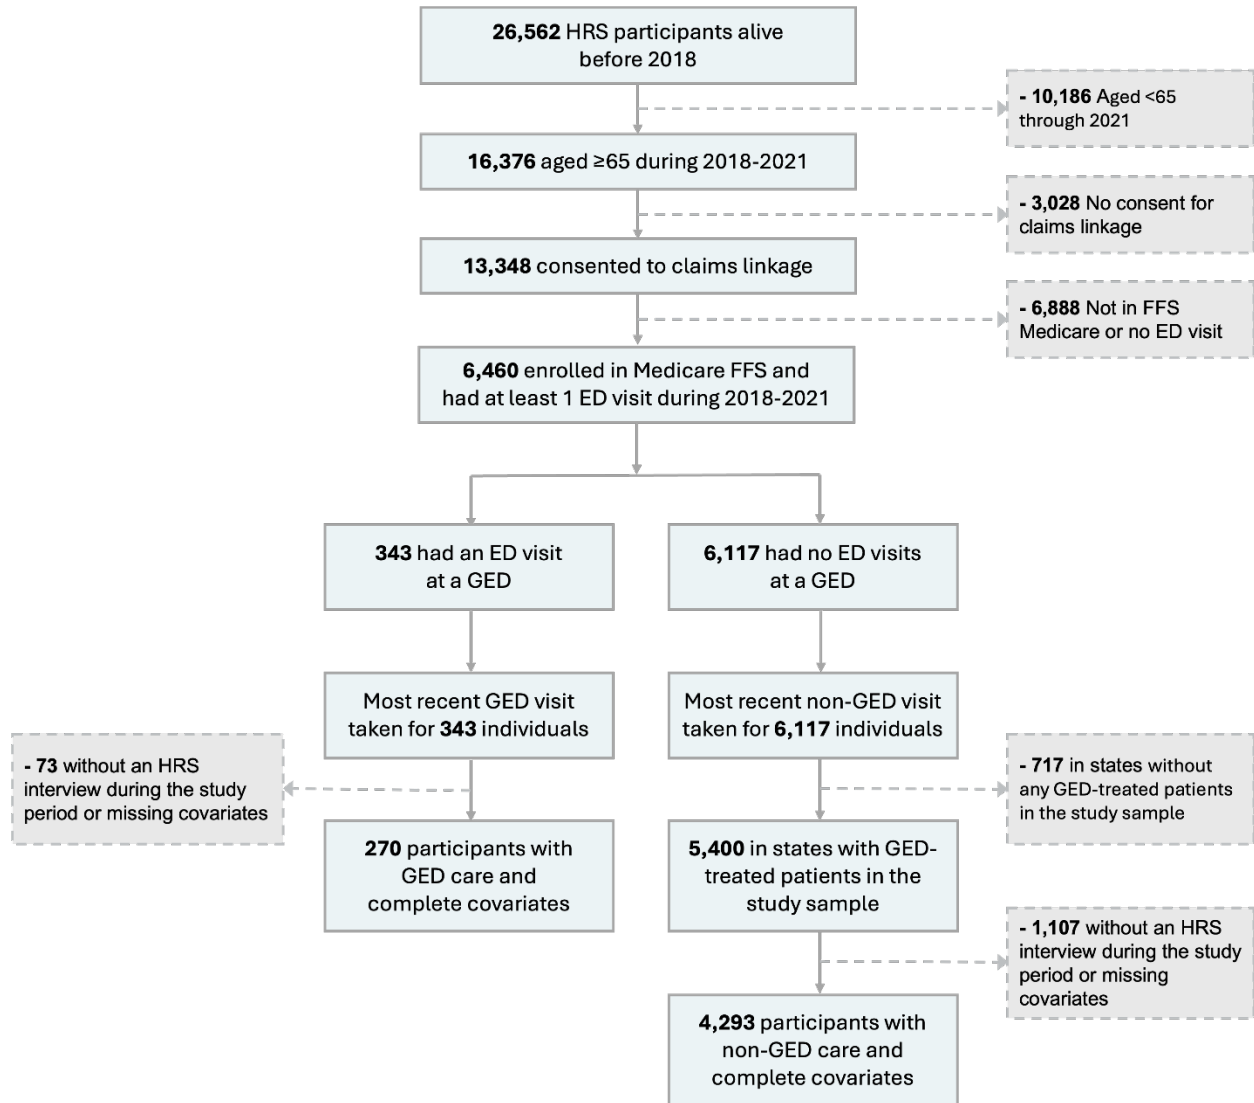 26,562 HRS participants alive
before 2018
- 10,186 Aged <65
through 2021
16,376 aged ≥65 during 2018-2021
- 3,028 No consent for
claims linkage
13,348 consented to claims linkage
- 6,888 Not in FFS
Medicare or no ED visit
6,460 enrolled in Medicare FFS and
had at least 1 ED visit during 2018-2021
343 had an ED visit
at a GED
6,117 had no ED visits
at a GED
Most recent GED visit
taken for 343 individuals
Most recent non-GED visit
taken for 6,117 individuals
- 73 without an HRS
interview during the study
period or missing covariates
- 717 in states without
any GED-treated patients
in the study sample
270 participants with
GED care and
complete covariates
5,400 in states with GED-
treated patients in the
study sample
- 1,107 without an HRS
interview during the study
period or missing
covariates
4,293 participants with
non-GED care and
complete covariates